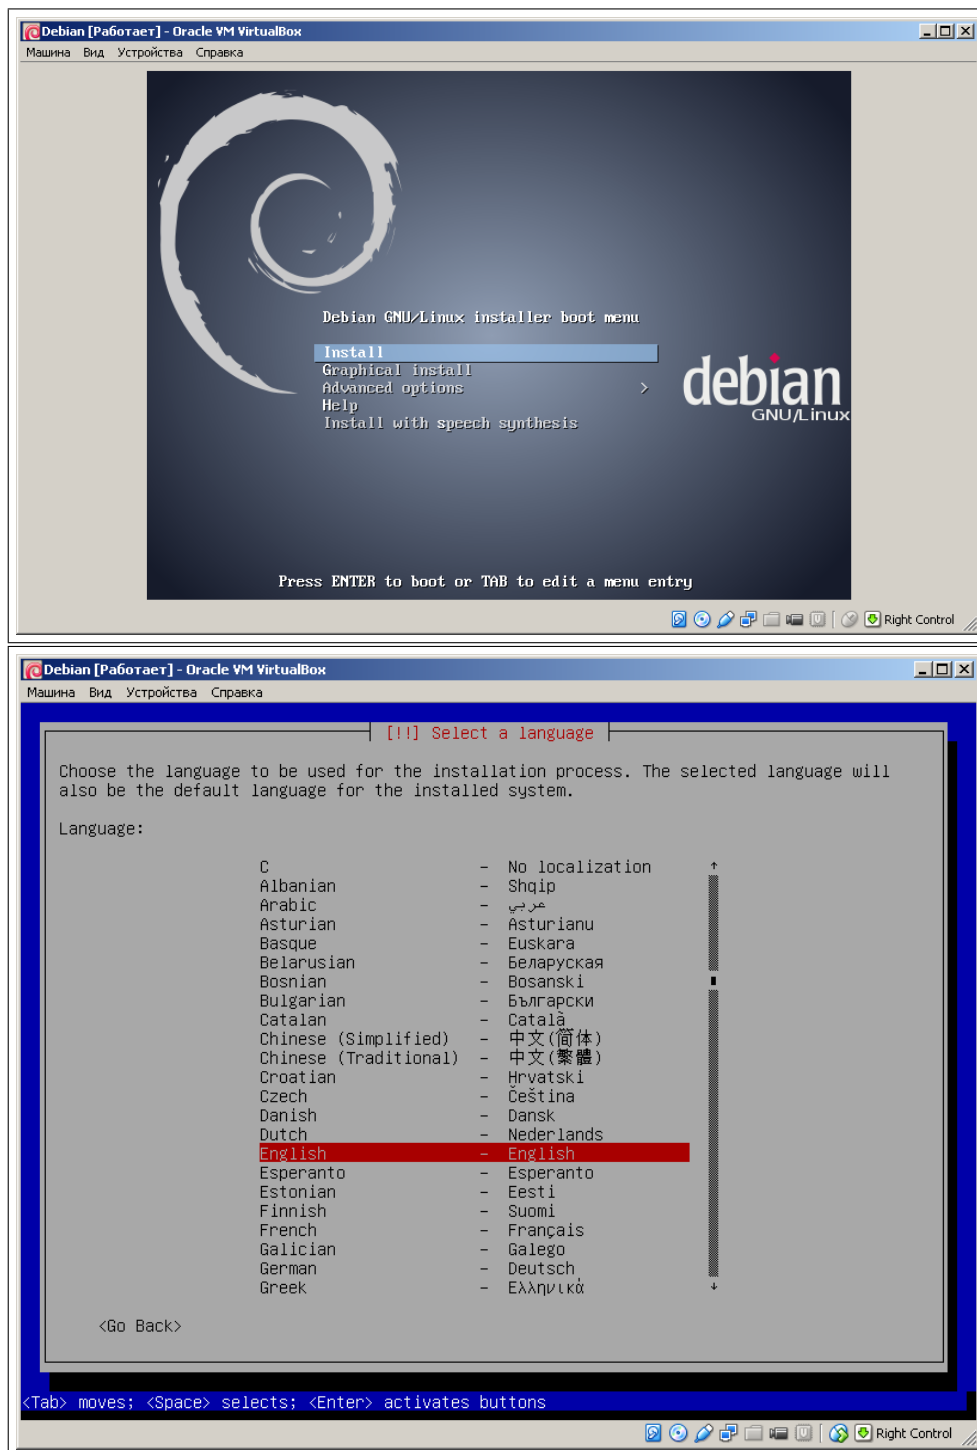 Debian [Работает] - Oracle VM VirtualBox
Машина Вид Устройства Справка
Debian GNU/Linux installer boot menu
Install
Graphical install
Advanced options >
Help
Install with speech synthesis
debian
GNU/Linux
Press ENTER to boot or TAB to edit a menu entry
Right Control
Debian [Работает] - Oracle VM VirtualBox
Машина Вид Устройства Справка
[!!] Select a language
Choose the language to be used for the installation process. The selected language will
also be the default language for the installed system.
Language:
C - No localization
Albanian - Shqip
Arabic - عربي
Asturian - Asturianu
Basque - Euskara
Belarusian - Беларуская
Bosnian - Bosanski
Bulgarian - Български
Catalan - Català
Chinese (Simplified) - 中文(简体)
Chinese (Traditional) - 中文(繁體)
Croatian - Hrvatski
Czech - Čeština
Danish - Dansk
Dutch - Nederlands
English - English
Esperanto - Esperanto
Estonian - Eesti
Finnish - Suomi
French - Français
Galician - Galego
German - Deutsch
Greek - Ελληνικά
<Go Back>
<Tab> moves; <Space> selects; <Enter> activates buttons
Right Control